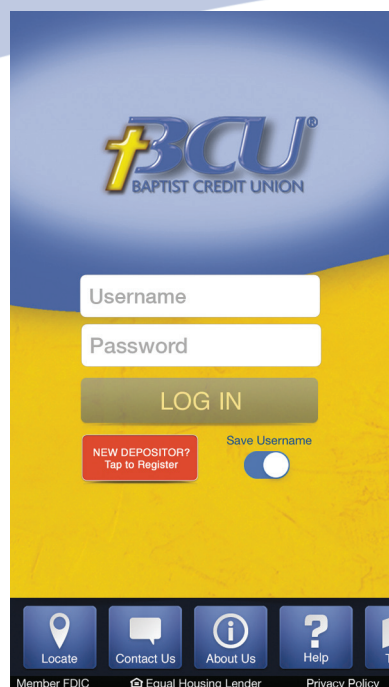 BCU®
BAPTIST CREDIT UNION
Username
Password
LOG IN
NEW DEPOSITOR?
Tap to Register
Save Username
Locate
Contact Us
About Us
Help
Member FDIC
Equal Housing Lender
Privacy Policy